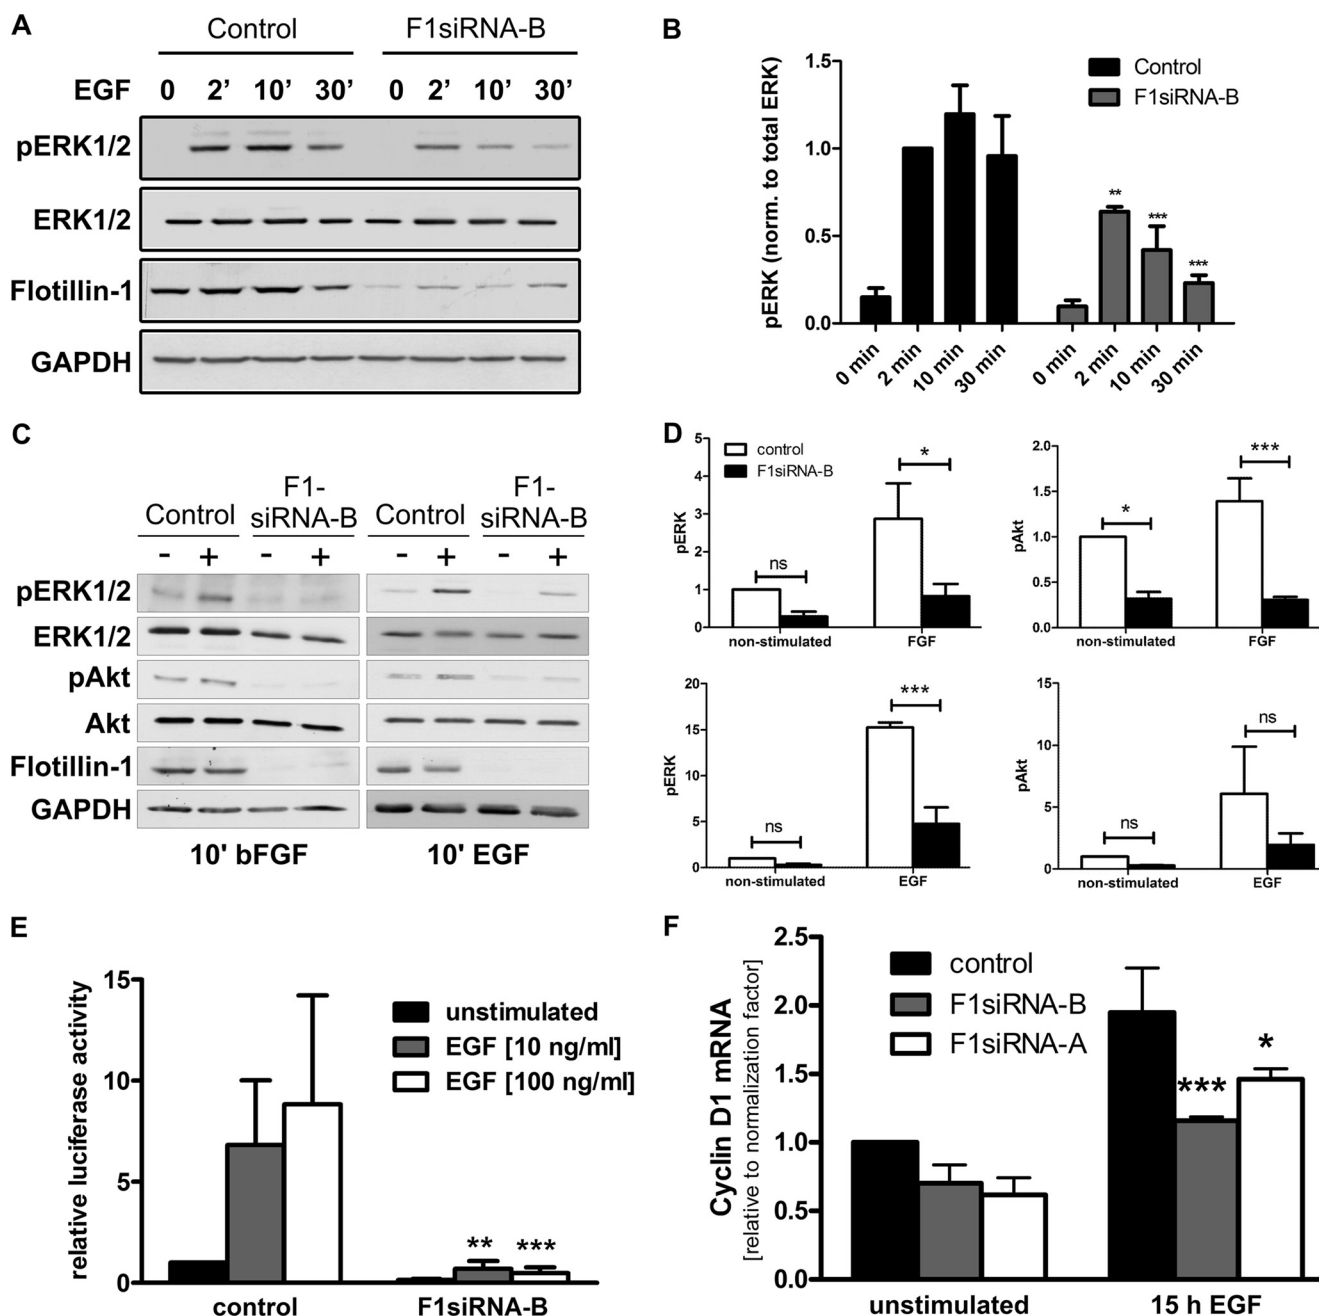 A
Control F1siRNA-B
EGF 0 2’ 10’ 30’ 0 2’ 10’ 30’
pERK1/2
ERK1/2
Flotillin-1
GAPDH
B
pERK (norm. to total ERK)
1.5
1.0
0.5
0.0
Control
F1siRNA-B
** *** ***
0 min 2 min 10 min 30 min 0 min 2 min 10 min 30 min
C
Control F1-
siRNA-B Control F1-
siRNA-B
- + - + - + - +
pERK1/2
ERK1/2
pAkt
Akt
Flotillin-1
GAPDH
10' bFGF 10' EGF
D
pERK
5
4
3
2
1
0
control
F1siRNA-B
ns *
non-stimulated FGF
pAkt
2.0
1.5
1.0
0.5
0.0
* ***
non-stimulated FGF
pERK
20
15
10
5
0
ns ***
non-stimulated EGF
pAkt
15
10
5
0
ns ns
non-stimulated EGF
E
relative luciferase activity
15
10
5
0
unstimulated
EGF [10 ng/ml]
EGF [100 ng/ml]
** ***
control F1siRNA-B
F
Cyclin D1 mRNA
[relative to normalization factor]
2.5
2.0
1.5
1.0
0.5
0.0
control
F1siRNA-B
F1siRNA-A
*** *
unstimulated 15 h EGF